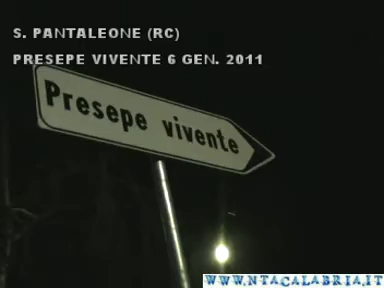 S. PANTALEONE (RC)
PRESEPE VIVENTE 6 GEN. 2011
Presepe vivente
WWW.NTACALABRIA.IT